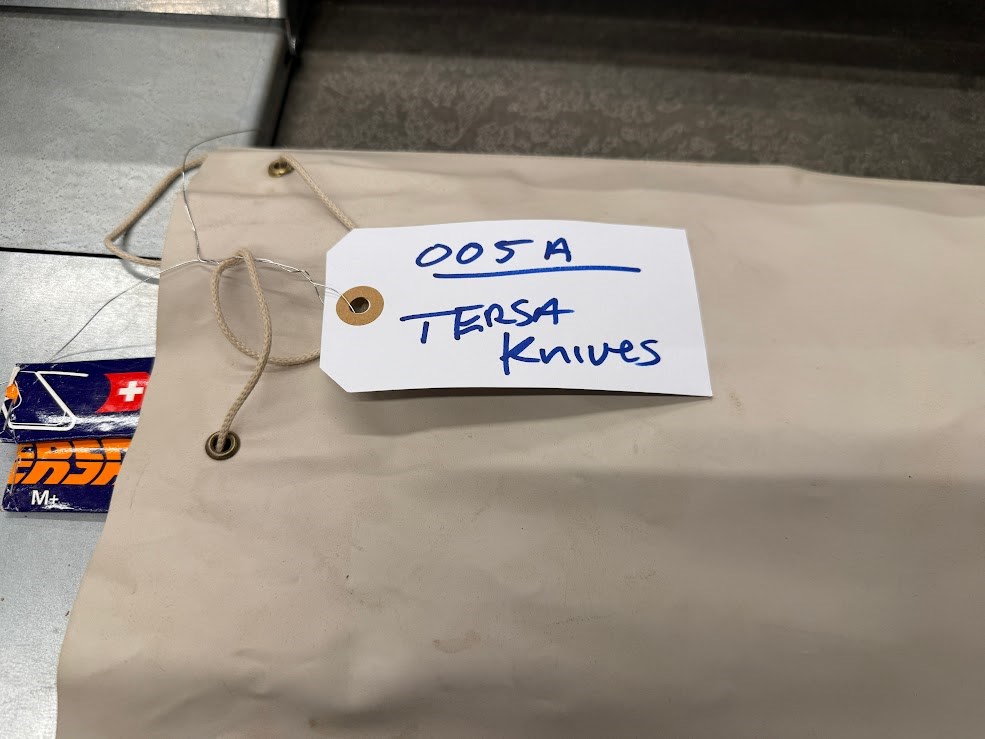 005A
TERSA
Knives
M+